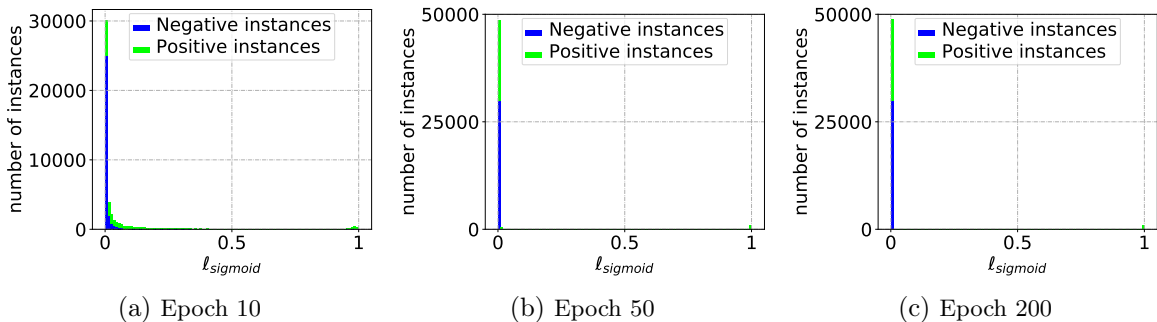 number of instances
30000
20000
10000
0
Negative instances
Positive instances
0
0.5
1
ℓsigmoid
(a) Epoch 10
number of instances
50000
25000
0
Negative instances
Positive instances
0
0.5
1
ℓsigmoid
(b) Epoch 50
number of instances
50000
25000
0
Negative instances
Positive instances
0
0.5
1
ℓsigmoid
(c) Epoch 200